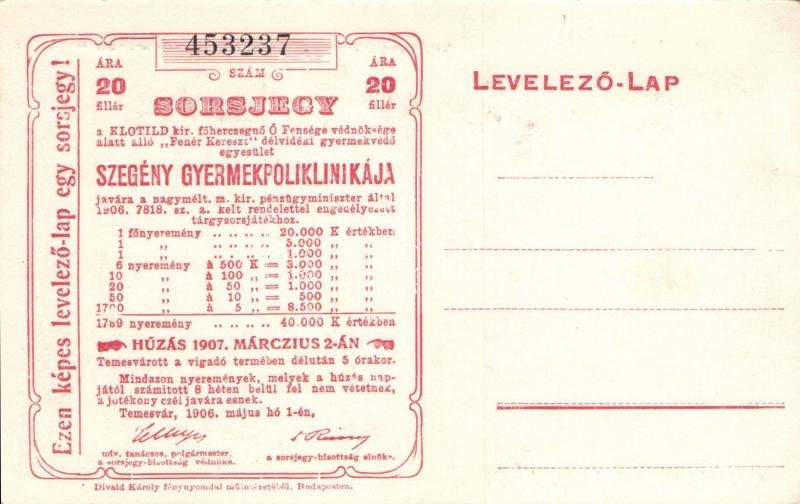 Ezen képes levelező-lap egy sorsjegy!
453237
SZÁM
ÁRA
20
fillér
ÁRA
20
fillér
SORSJEGY
a KLOTILD kir. főherczegnő Ő Fensége védnöksége
alatt álló „Fehér Kereszt" délvidéki gyermekvédő
egyesület
SZEGÉNY GYERMEKPOLIKLINIKÁJA
javára a nagymélt. m. kir. pénzügyminiszter által
1906. 7818. sz. a. kelt rendelettel engedélyezett
tárgysorsjátékhoz.
1 főnyeremény .. .. .. .. 20.000 K értékben
1 „ .. .. .. .. 5.000 „ „
1 „ .. .. .. .. 1.000 „ „
6 nyeremény à 500 K = 3.000 „ „
10 „ à 100 „ = 1.000 „ „
20 „ à 50 „ = 1.000 „ „
50 „ à 10 „ = 500 „ „
1700 „ à 5 „ = 8.500 „ „
1789 nyeremény .. .. .. .. 40.000 K értékben
HÚZÁS 1907. MÁRCZIUS 2-ÁN
Temesvárott a vigadó termében délután 5 órakor.
Mindazon nyeremények, melyek a húzás nap-
jától számított 8 héten belül fel nem vétetnek,
a jótékony czél javára esnek.
Temesvár, 1906. május hó 1-én,
udv. tanácsos, polgármester,
a sorsjegy-bizottság védnöke.
a sorsjegy-bizottság elnöke.
Divald Károly fénynyomdai műintézetéből, Budapesten.
LEVELEZŐ-LAP